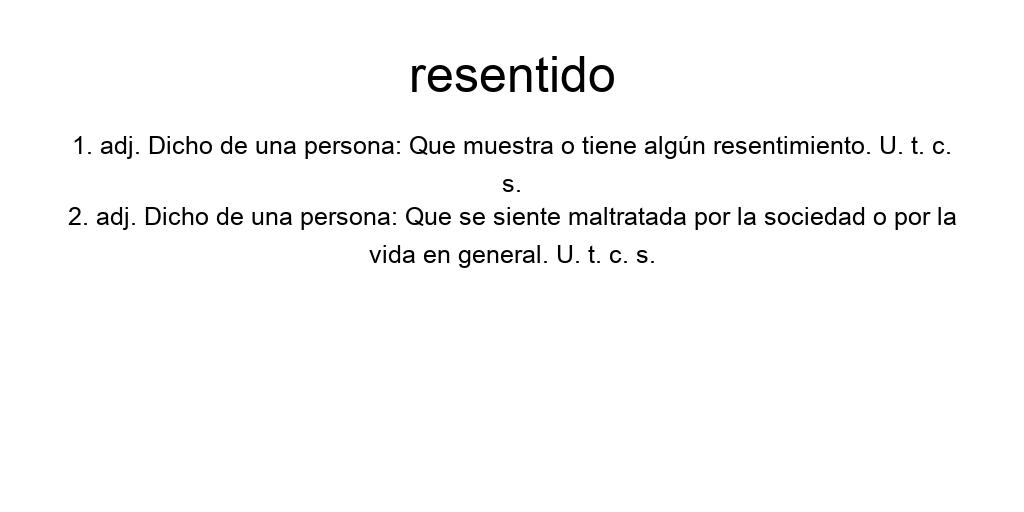 resentido
1. adj. Dicho de una persona: Que muestra o tiene algún resentimiento. U. t. c.
s.
2. adj. Dicho de una persona: Que se siente maltratada por la sociedad o por la
vida en general. U. t. c. s.